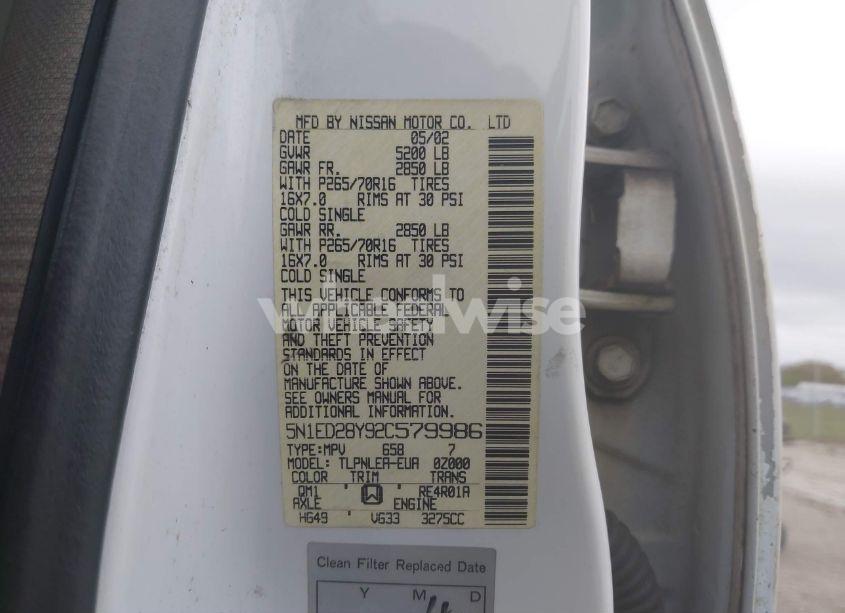 MFD BY NISSAN MOTOR CO. LTD
DATE 05/02
GVWR 5200 LB
GAWR FR. 2850 LB
WITH P265/70R16 TIRES
16X7.0 RIMS AT 30 PSI
COLD SINGLE
GAWR RR. 2850 LB
WITH P265/70R16 TIRES
16X7.0 RIMS AT 30 PSI
COLD SINGLE
THIS VEHICLE CONFORMS TO
ALL APPLICABLE FEDERAL
MOTOR VEHICLE SAFETY
AND THEFT PREVENTION
STANDARDS IN EFFECT
ON THE DATE OF
MANUFACTURE SHOWN ABOVE.
SEE OWNERS MANUAL FOR
ADDITIONAL INFORMATION
5N1ED28Y92C579986
TYPE:MPV 658 7
MODEL: TLPNLEA-EUA 0Z000
COLOR TRIM TRANS
QM1 ' W ' RE4R01A
AXLE ENGINE
HG49 ' VG33 3275CC
Clean Filter Replaced Date
Y M D